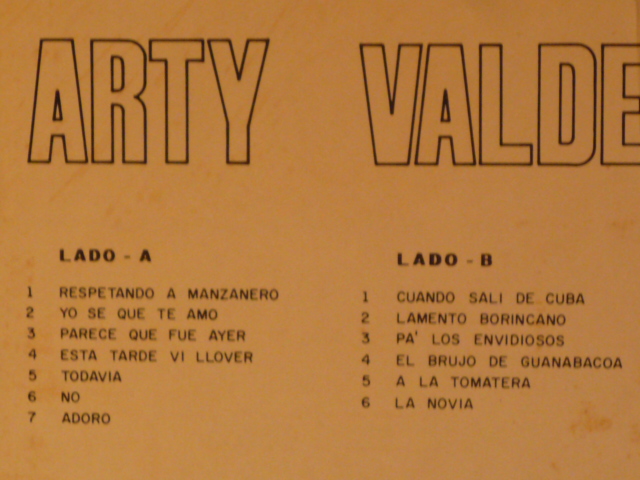 ARTY VALDE
LADO - A
1 RESPETANDO A MANZANERO
2 YO SE QUE TE AMO
3 PARECE QUE FUE AYER
4 ESTA TARDE VI LLOVER
5 TODAVIA
6 NO
7 ADORO
LADO - B
1 CUANDO SALI DE CUBA
2 LAMENTO BORINCANO
3 PA' LOS ENVIDIOSOS
4 EL BRUJO DE GUANABACOA
5 A LA TOMATERA
6 LA NOVIA